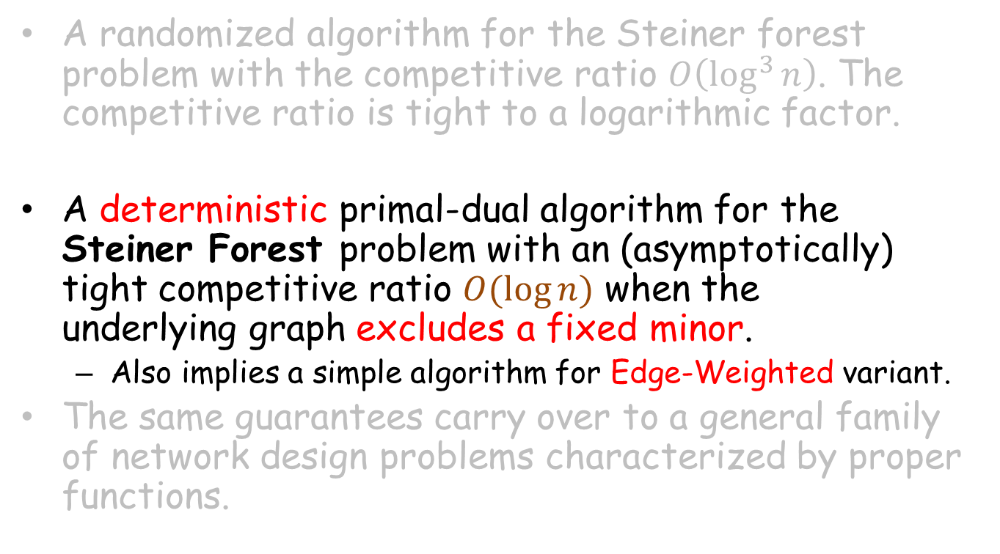 • A randomized algorithm for the Steiner forest
problem with the competitive ratio O(log³ n). The
competitive ratio is tight to a logarithmic factor.
• A deterministic primal-dual algorithm for the
Steiner Forest problem with an (asymptotically)
tight competitive ratio O(log n) when the
underlying graph excludes a fixed minor.
– Also implies a simple algorithm for Edge-Weighted variant.
• The same guarantees carry over to a general family
of network design problems characterized by proper
functions.